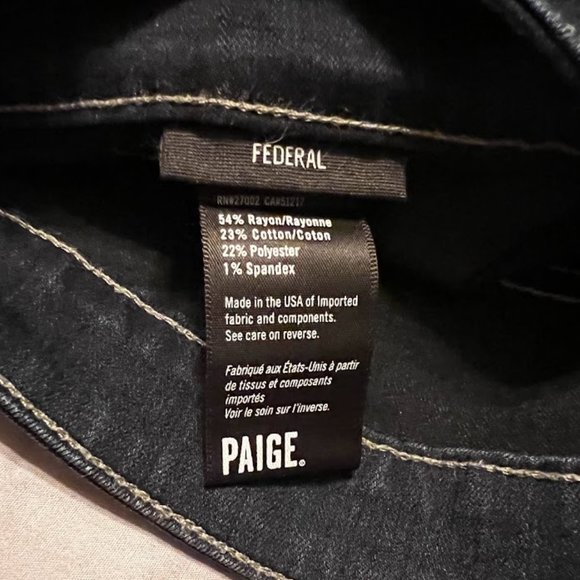 FEDERAL
RN#27002 CA#51217
54% Rayon/Rayonne
23% Cotton/Coton
22% Polyester
1% Spandex
Made in the USA of Imported
fabric and components.
See care on reverse.
Fabriqué aux États-Unis à partir
de tissus et composants
importés
Voir le soin sur l'inverse.
PAIGE®